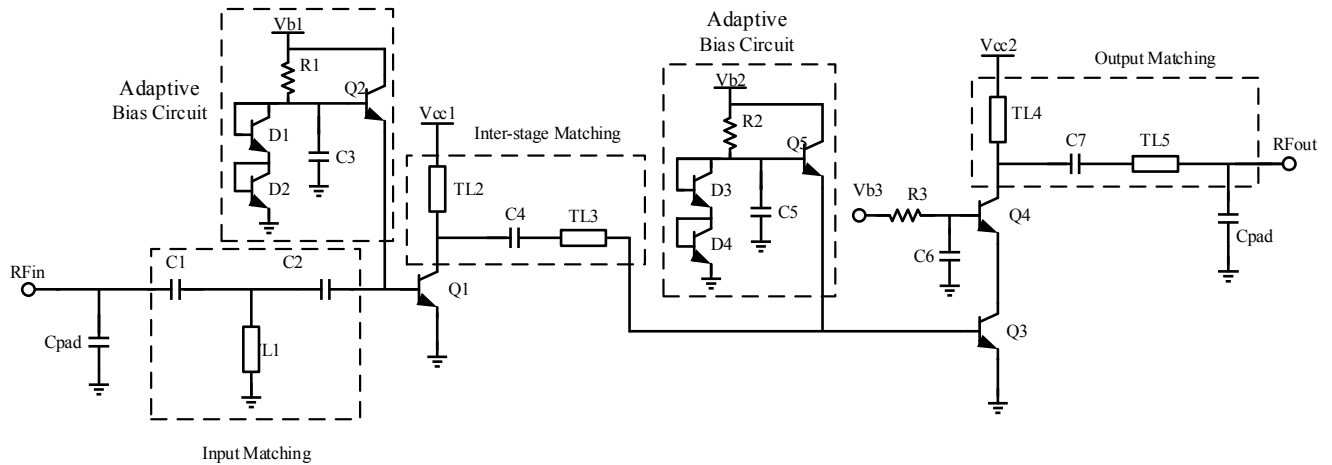 Adaptive
Bias Circuit
Vb1
R1
Q2
D1
C3
D2
Adaptive
Bias Circuit
Vb2
R2
Q5
D3
C5
D4
Vcc1
Inter-stage Matching
TL2
C4
TL3
Vcc2
Output Matching
TL4
C7
TL5
RFout
Cpad
Vb3
R3
Q4
C6
Q3
RFin
C1
C2
Q1
Cpad
L1
Input Matching